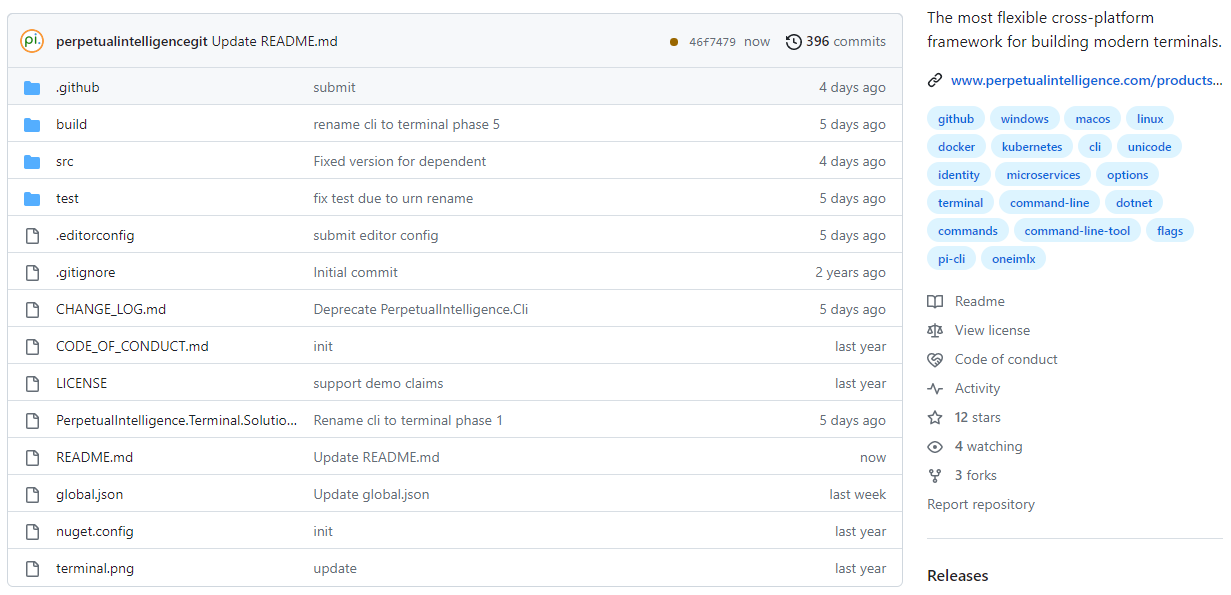 pi. perpetualintelligencegit Update README.md 46f7479 now 396 commits
.github submit 4 days ago
build rename cli to terminal phase 5 5 days ago
src Fixed version for dependent 4 days ago
test fix test due to urn rename 5 days ago
.editorconfig submit editor config 5 days ago
.gitignore Initial commit 2 years ago
CHANGE_LOG.md Deprecate PerpetualIntelligence.Cli 5 days ago
CODE_OF_CONDUCT.md init last year
LICENSE support demo claims last year
PerpetualIntelligence.Terminal.Solutio... Rename cli to terminal phase 1 5 days ago
README.md Update README.md now
global.json Update global.json last week
nuget.config init last year
terminal.png update last year
The most flexible cross-platform
framework for building modern terminals.
www.perpetualintelligence.com/products...
github windows macos linux
docker kubernetes cli unicode
identity microservices options
terminal command-line dotnet
commands command-line-tool flags
pi-cli oneimlx
Readme
View license
Code of conduct
Activity
12 stars
4 watching
3 forks
Report repository
Releases